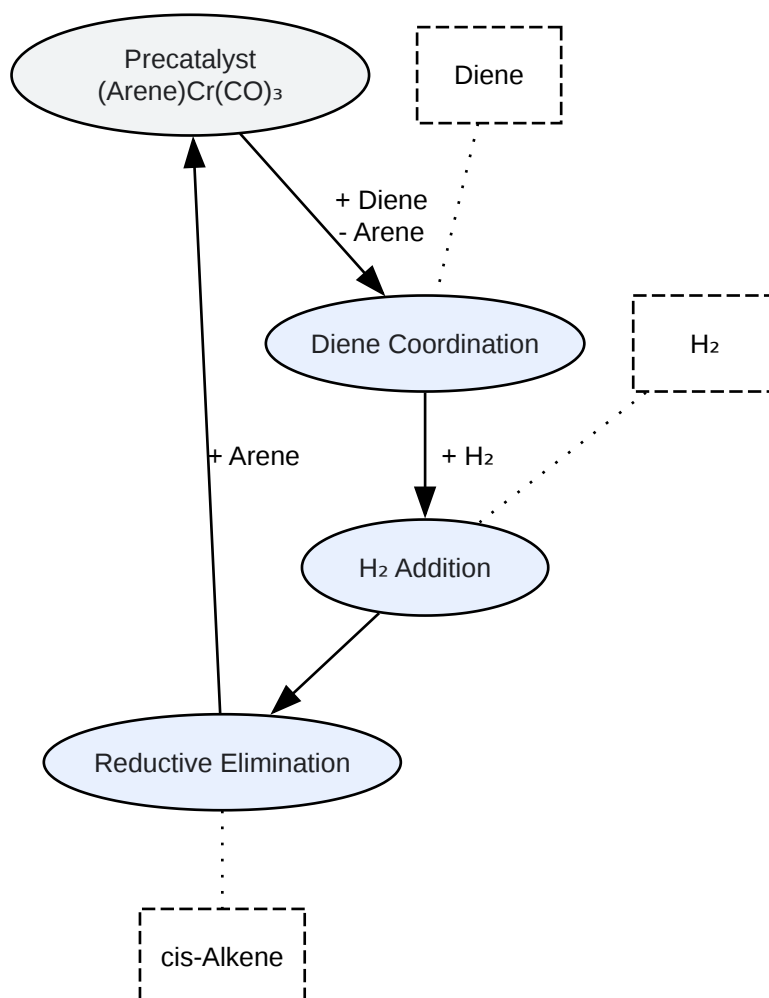 Precatalyst
(Arene)Cr(CO)₃
Diene
+ Diene
- Arene
Diene Coordination
H₂
+ Arene
+ H₂
H₂ Addition
Reductive Elimination
cis-Alkene